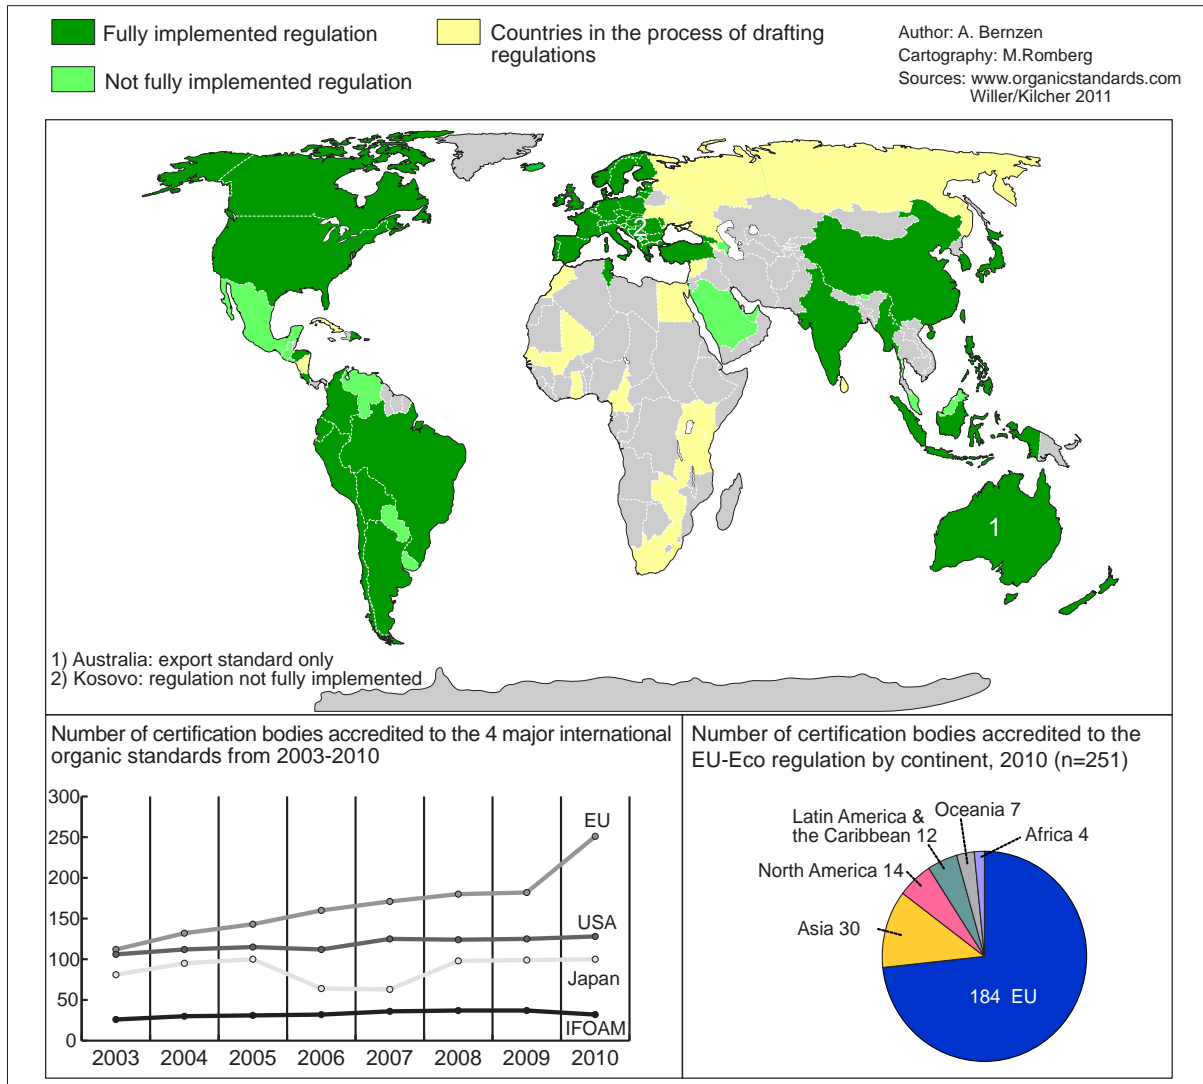 Fully implemented regulation
Not fully implemented regulation
Countries in the process of drafting
regulations
Author: A. Bernzen
Cartography: M.Romberg
Sources: www.organicstandards.com
Willer/Kilcher 2011
2
1
1) Australia: export standard only
2) Kosovo: regulation not fully implemented
Number of certification bodies accredited to the 4 major international
organic standards from 2003-2010
300
250
200
150
100
50
0
EU
USA
Japan
IFOAM
2003 2004 2005 2006 2007 2008 2009 2010
Number of certification bodies accredited to the
EU-Eco regulation by continent, 2010 (n=251)
Oceania 7
Latin America &
the Caribbean 12
Africa 4
North America 14
Asia 30
184 EU